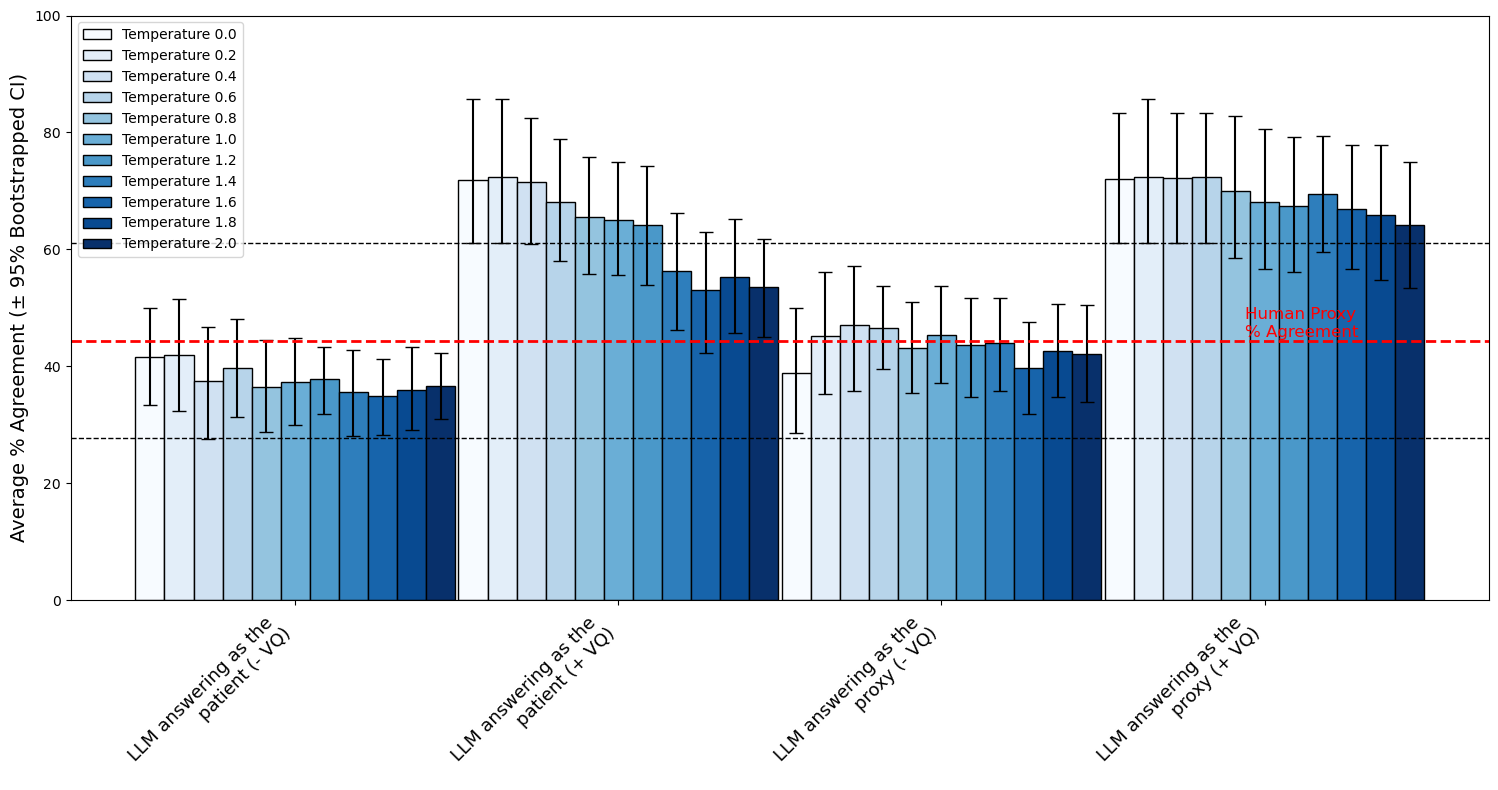 100
80
60
40
20
0
Average % Agreement (± 95% Bootstrapped CI)
Temperature 0.0
Temperature 0.2
Temperature 0.4
Temperature 0.6
Temperature 0.8
Temperature 1.0
Temperature 1.2
Temperature 1.4
Temperature 1.6
Temperature 1.8
Temperature 2.0
Human Proxy
% Agreement
LLM answering as the
patient (- VQ)
LLM answering as the
patient (+ VQ)
LLM answering as the
proxy (- VQ)
LLM answering as the
proxy (+ VQ)